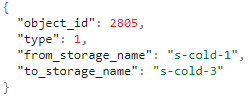 {
  "object_id": 2805,
  "type": 1,
  "from_storage_name": "s-cold-1",
  "to_storage_name": "s-cold-3"
}